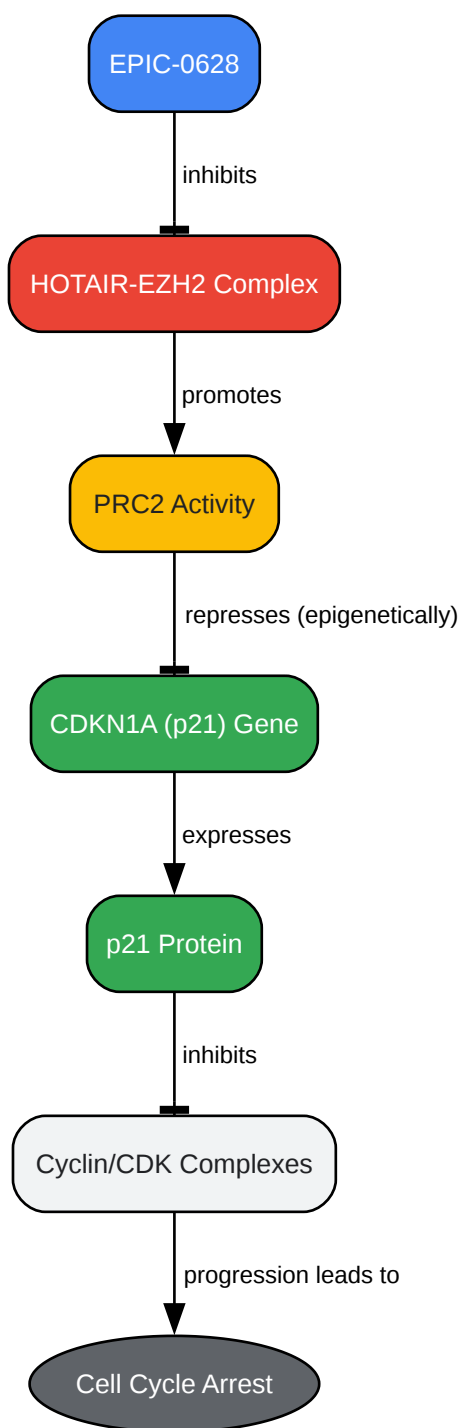 EPIC-0628
inhibits
HOTAIR-EZH2 Complex
promotes
PRC2 Activity
represses (epigenetically)
CDKN1A (p21) Gene
expresses
p21 Protein
inhibits
Cyclin/CDK Complexes
progression leads to
Cell Cycle Arrest